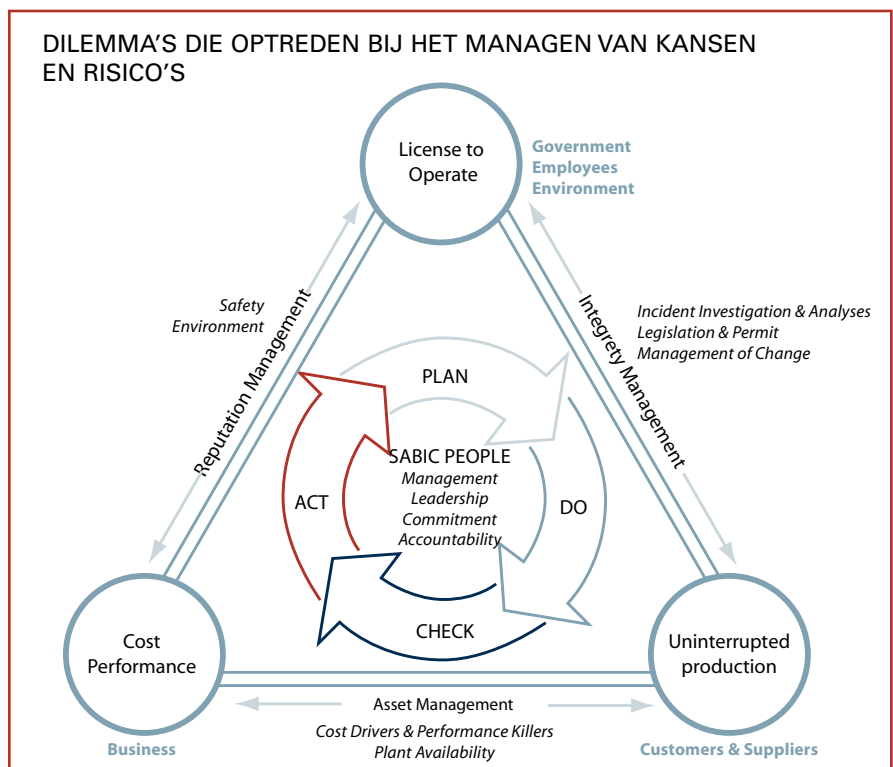 DILEMMA'S DIE OPTREDEN BIJ HET MANAGEN VAN KANSEN
EN RISICO'S
License to
Operate
Government
Employees
Environment
Safety
Environment
Reputation Management
Integrety Management
Incident Investigation & Analyses
Legislation & Permit
Management of Change
PLAN
SABIC PEOPLE
Management
Leadership
Commitment
Accountability
ACT
DO
CHECK
Cost
Performance
Uninterrupted
production
Asset Management
Cost Drivers & Performance Killers
Plant Availability
Business
Customers & Suppliers